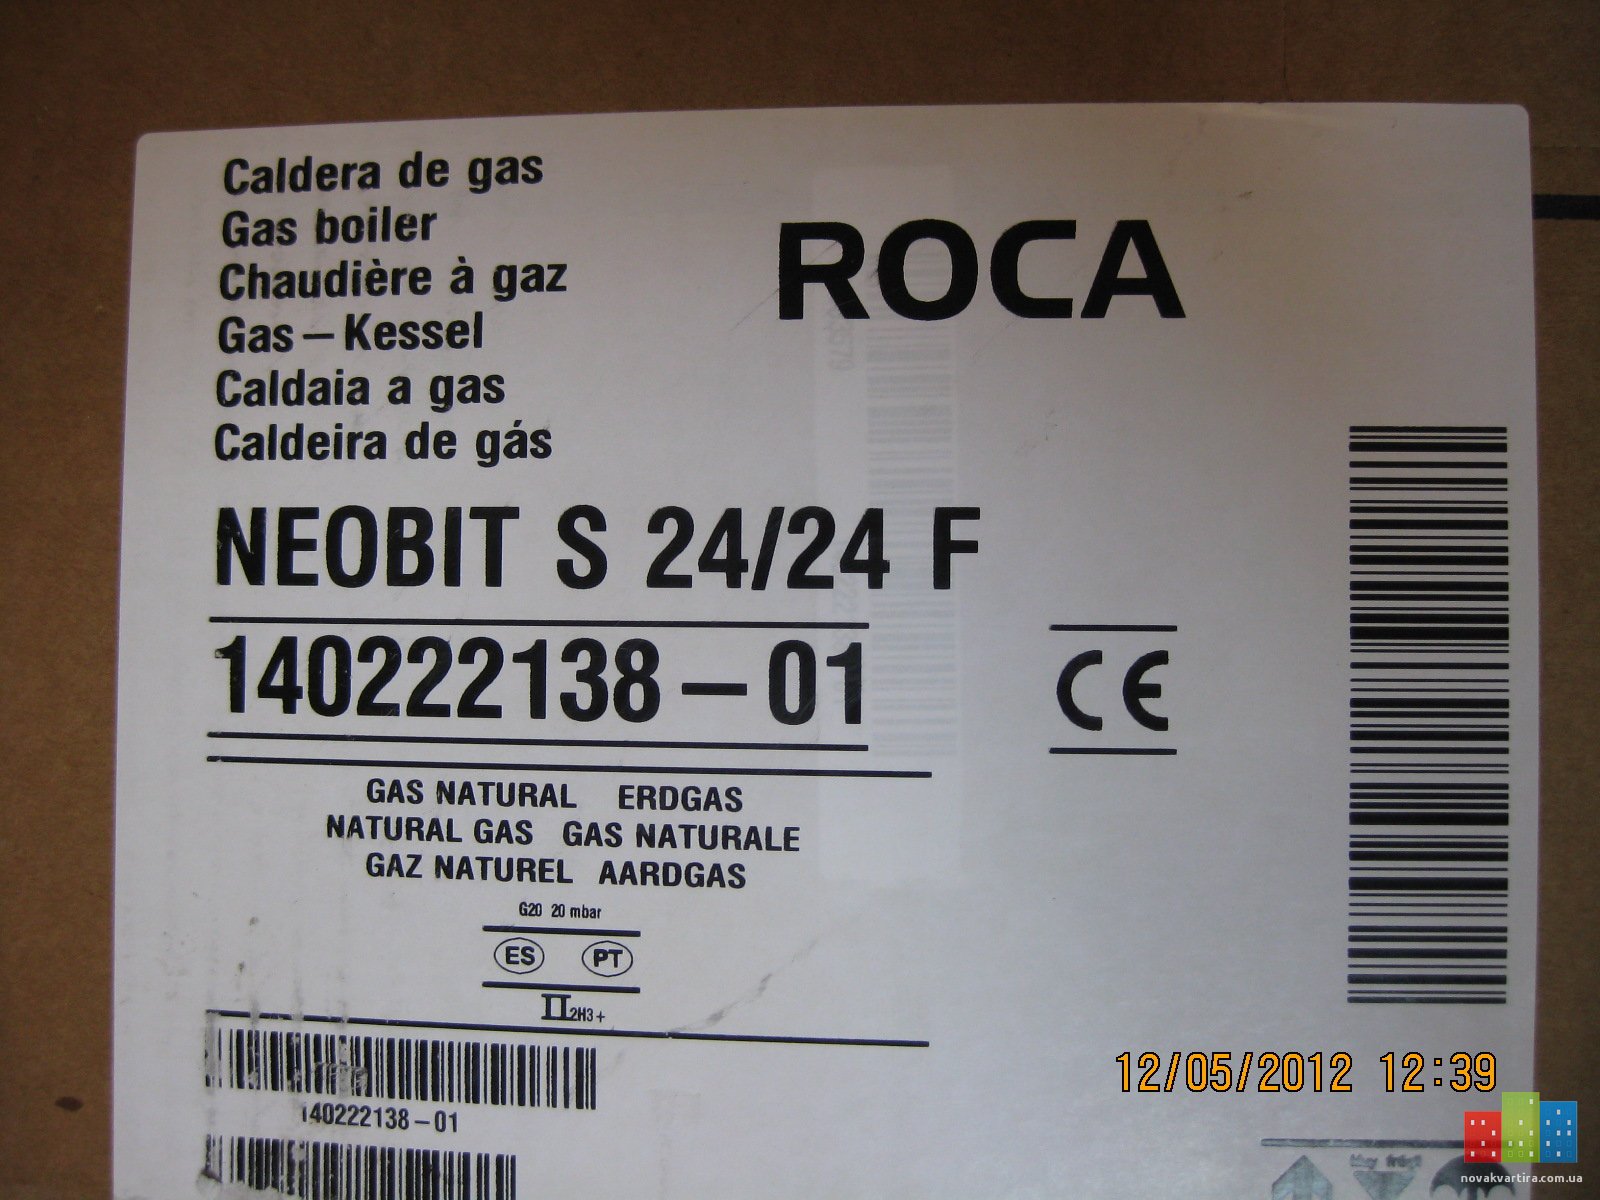 Caldera de gas
Gas boiler
Chaudière à gaz
Gas – Kessel
Caldaia a gas
Caldeira de gás
ROCA
NEOBIT S 24/24 F
140222138 – 01
CE
GAS NATURAL ERDGAS
NATURAL GAS GAS NATURALE
GAZ NATUREL AARDGAS
G20 20 mbar
ES PT
II2H3+
140222138 – 01
12/05/2012 12:39
novakvartira.com.ua